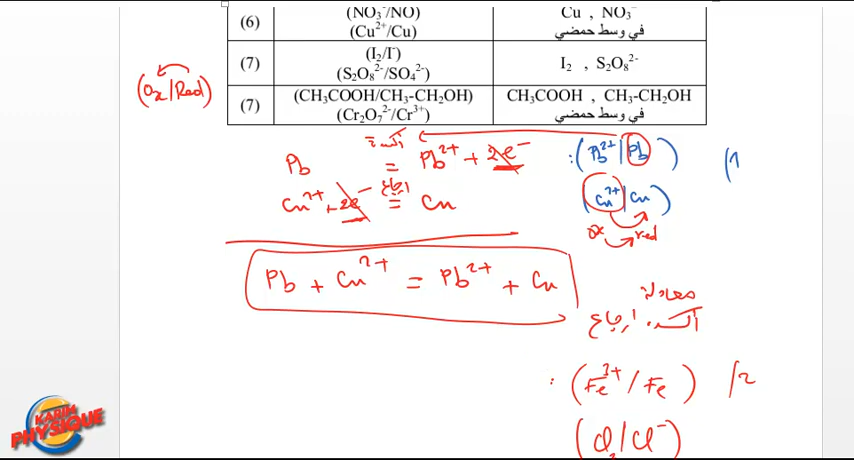 (6) (NO₃⁻/NO) Cu , NO₃⁻
(Cu²⁺/Cu) في وسط حمضي
(7) (I₂/I⁻) I₂ , S₂O₈²⁻
(S₂O₈²⁻/SO₄²⁻)
(7) (CH₃COOH/CH₃-CH₂OH) CH₃COOH , CH₃-CH₂OH
(Cr₂O₇²⁻/Cr³⁺) في وسط حمضي
(Ox/Red)
1) (Pb²⁺/Pb) :
أكسدة
Pb = Pb²⁺ + 2e⁻
(Cu²⁺/Cu)
ارجاع
Cu²⁺ + 2e⁻ = Cu
ox red
Pb + Cu²⁺ = Pb²⁺ + Cu
معادلة
أكسدة ارجاع
2) (Fe³⁺/Fe) :
(Cl₂/Cl⁻)
KARIM
PHYSIQUE